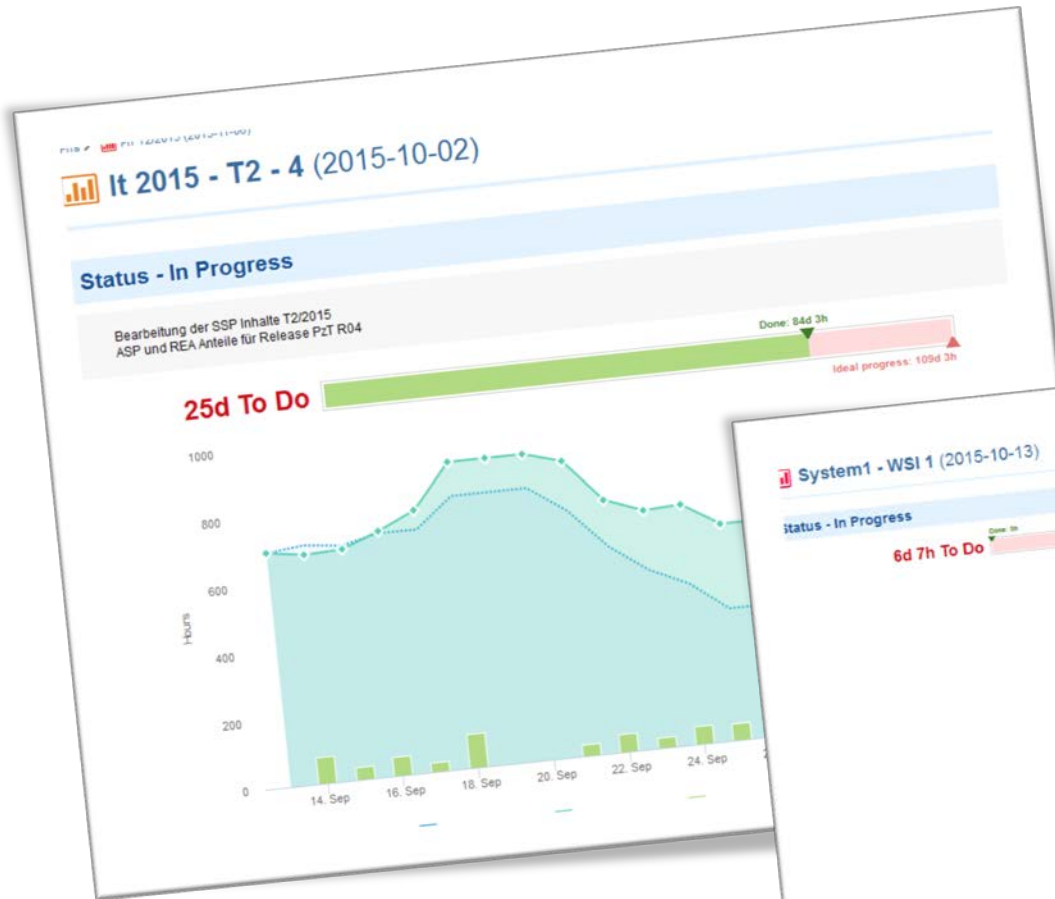 It 2015 - T2 - 4 (2015-10-02)
Status - In Progress
Bearbeitung der SSP Inhalte T2/2015
ASP und REA Anteile für Release PzT R04
Done: 84d 3h
25d To Do
Ideal progress: 109d 3h
1000
800
600
400
200
0
Hours
14. Sep
16. Sep
18. Sep
20. Sep
22. Sep
24. Sep
System1 - WSI 1 (2015-10-13)
Status - In Progress
6d 7h To Do